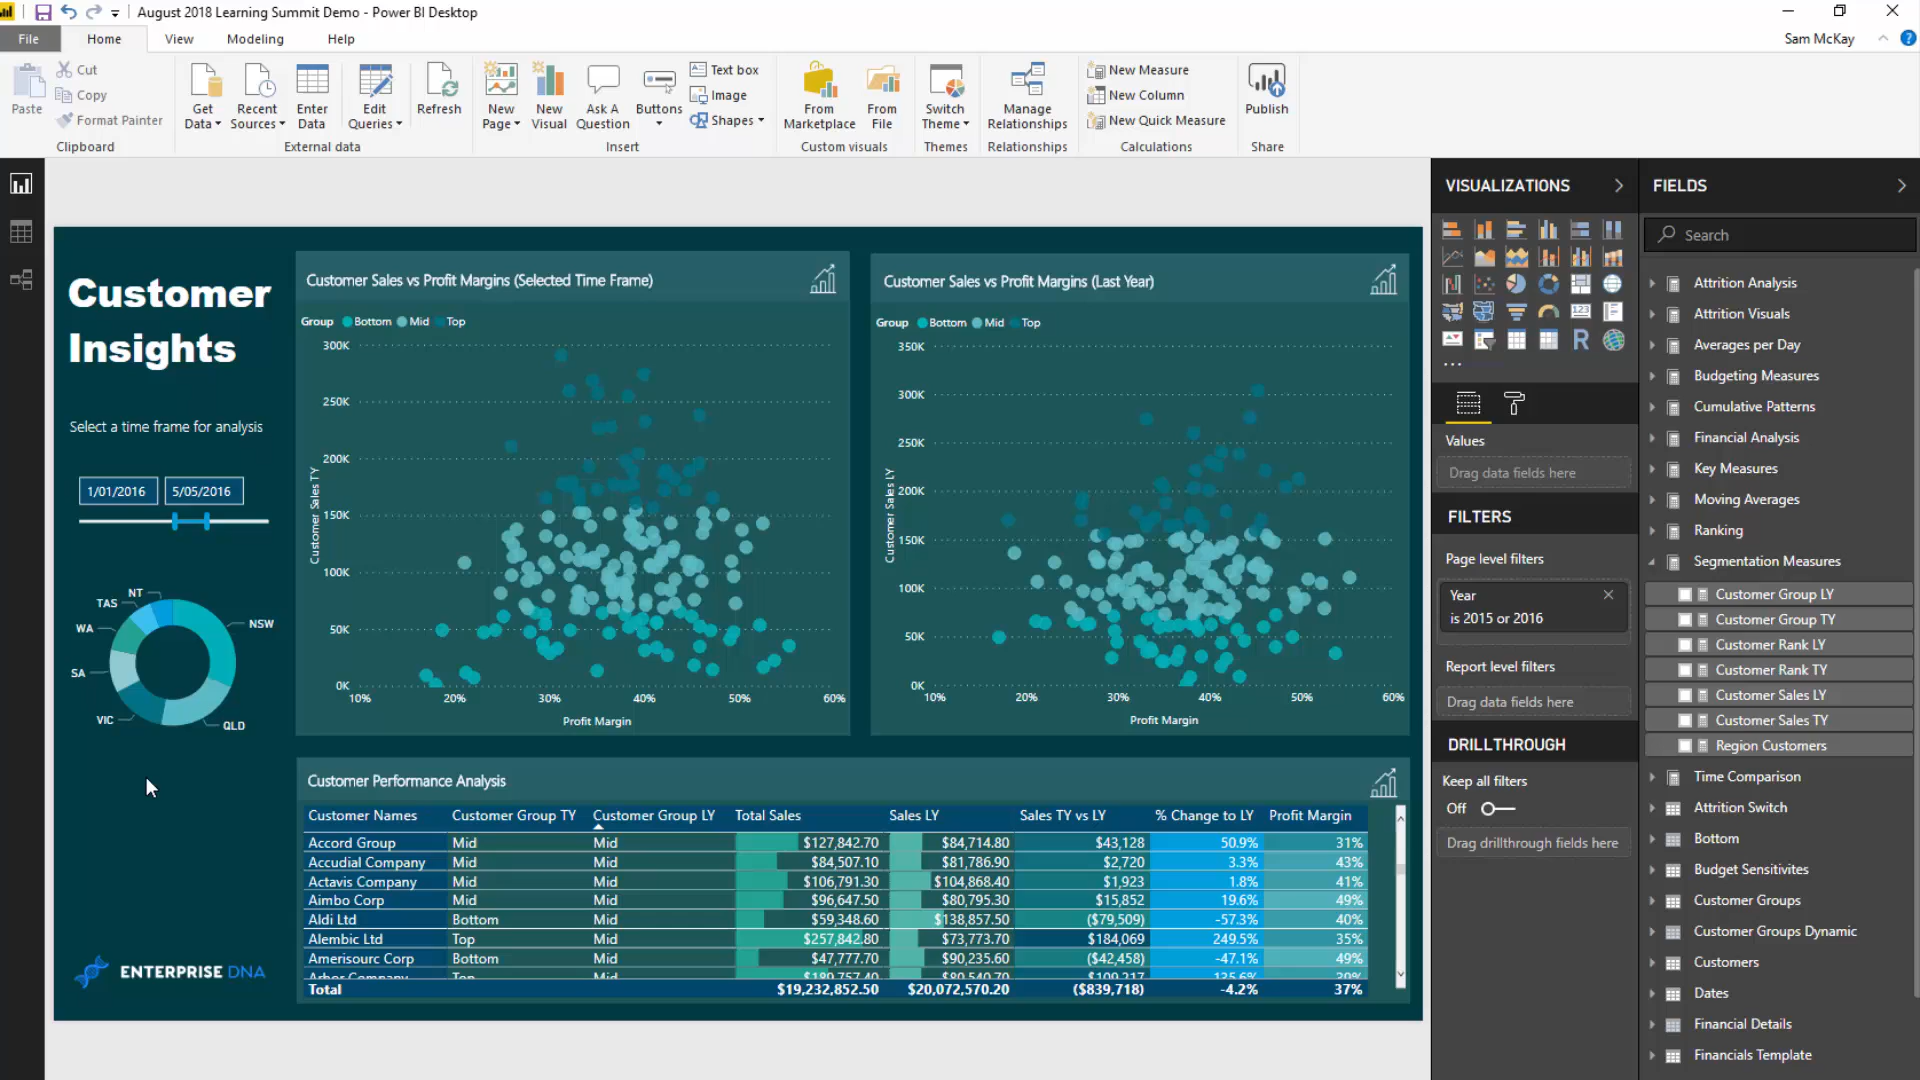 August 2018 Learning Summit Demo - Power BI Desktop
File
Home
View
Modeling
Help
Sam McKay
Paste
Cut
Copy
Format Painter
Clipboard
Get Data
Recent Sources
Enter Data
Edit Queries
Refresh
External data
New Page
New Visual
Ask A Question
Buttons
Text box
Image
Shapes
Insert
From Marketplace
From File
Custom visuals
Switch Theme
Themes
Manage Relationships
Relationships
New Measure
New Column
New Quick Measure
Calculations
Publish
Share
Customer
Insights
Select a time frame for analysis
1/01/2016 5/05/2016
NT
TAS
WA
SA
VIC
NSW
QLD
ENTERPRISE DNA
Customer Sales vs Profit Margins (Selected Time Frame)
Group Bottom Mid Top
Customer Sales TY
300K
250K
200K
150K
100K
50K
0K
10% 20% 30% 40% 50% 60%
Profit Margin
Customer Sales vs Profit Margins (Last Year)
Group Bottom Mid Top
Customer Sales LY
350K
300K
250K
200K
150K
100K
50K
0K
10% 20% 30% 40% 50% 60%
Profit Margin
Customer Performance Analysis
Customer Names Customer Group TY Customer Group LY Total Sales Sales LY Sales TY vs LY % Change to LY Profit Margin
Accord Group Mid Mid $127,842.70 $84,714.80 $43,128 50.9% 31%
Accudial Company Mid Mid $84,507.10 $81,786.90 $2,720 3.3% 43%
Actavis Company Mid Mid $106,791.30 $104,868.40 $1,923 1.8% 41%
Aimbo Corp Mid Mid $96,647.50 $80,795.30 $15,852 19.6% 49%
Aldi Ltd Bottom Mid $59,348.60 $138,857.50 ($79,509) -57.3% 40%
Alembic Ltd Top Mid $257,842.80 $73,773.70 $184,069 249.5% 35%
Amerisourc Corp Bottom Mid $47,777.70 $90,235.60 ($42,458) -47.1% 49%
Arbor Company Top Mid
Total $19,232,852.50 $20,072,570.20 ($839,718) -4.2% 37%
VISUALIZATIONS
R
123
Values
Drag data fields here
FILTERS
Page level filters
Year
is 2015 or 2016
Report level filters
Drag data fields here
DRILLTHROUGH
Keep all filters
Off
Drag drillthrough fields here
FIELDS
Search
Attrition Analysis
Attrition Visuals
Averages per Day
Budgeting Measures
Cumulative Patterns
Financial Analysis
Key Measures
Moving Averages
Ranking
Segmentation Measures
Customer Group LY
Customer Group TY
Customer Rank LY
Customer Rank TY
Customer Sales LY
Customer Sales TY
Region Customers
Time Comparison
Attrition Switch
Bottom
Budget Sensitivites
Customer Groups
Customer Groups Dynamic
Customers
Dates
Financial Details
Financials Template